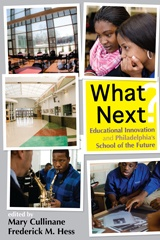 What
Next?
Educational Innovation
and Philadelphia's
School of the Future
edited by
Mary Cullinane
Frederick M. Hess